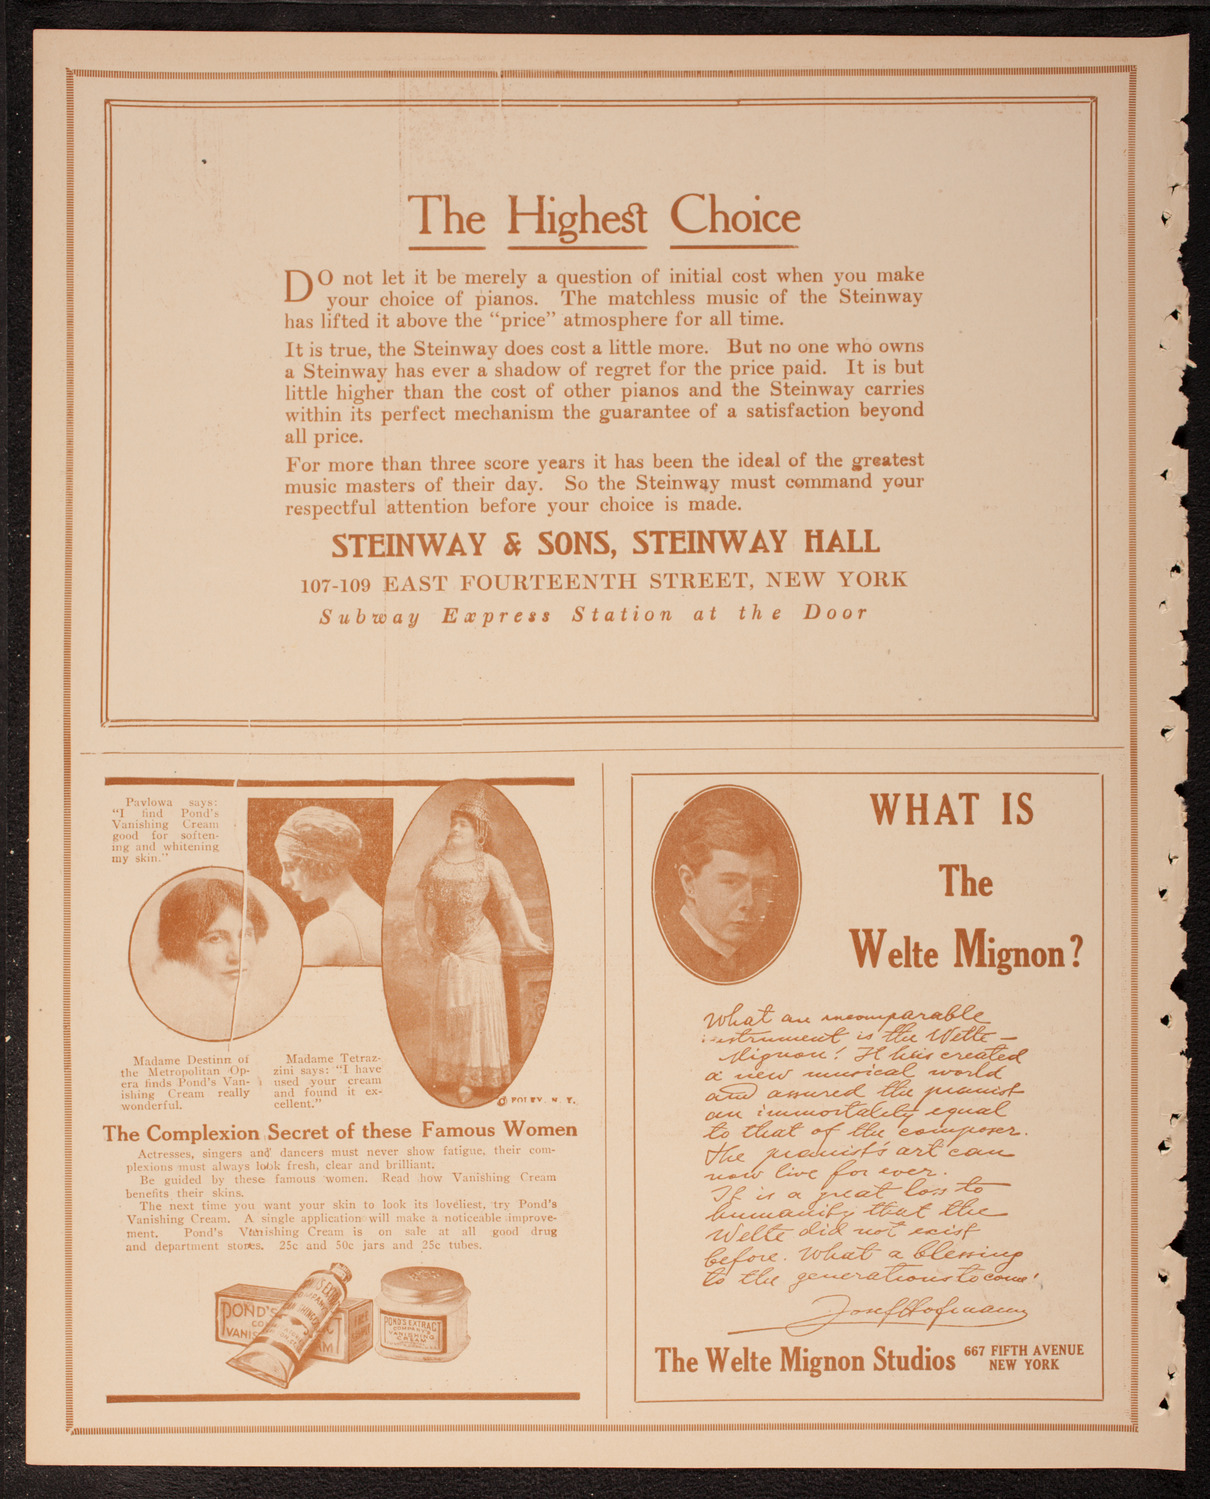 The Highest Choice
DO not let it be merely a question of initial cost when you make
your choice of pianos. The matchless music of the Steinway
has lifted it above the "price" atmosphere for all time.
It is true, the Steinway does cost a little more. But no one who owns
a Steinway has ever a shadow of regret for the price paid. It is but
little higher than the cost of other pianos and the Steinway carries
within its perfect mechanism the guarantee of a satisfaction beyond
all price.
For more than three score years it has been the ideal of the greatest
music masters of their day. So the Steinway must command your
respectful attention before your choice is made.
STEINWAY & SONS, STEINWAY HALL
107-109 EAST FOURTEENTH STREET, NEW YORK
Subway Express Station at the Door
Pavlowa says:
"I find Pond's
Vanishing Cream
good for soften-
ing and whitening
my skin."
Madame Destinn of
the Metropolitan Op-
era finds Pond's Van-
ishing Cream really
wonderful.
Madame Tetraz-
zini says: "I have
used your cream
and found it ex-
cellent."
N. Y.
The Complexion Secret of these Famous Women
Actresses, singers and dancers must never show fatigue, their com-
plexions must always look fresh, clear and brilliant.
Be guided by these famous women. Read how Vanishing Cream
benefits their skins.
The next time you want your skin to look its loveliest, try Pond's
Vanishing Cream. A single application will make a noticeable improve-
ment. Pond's Vanishing Cream is on sale at all good drug
and department stores. 25c and 50c jars and 25c tubes.
POND'S
VANIS
POND'S EXTRACT
COMPANY'S
VANISHING
CREAM
WHAT IS
The
Welte Mignon?
What an incomparable
instrument is the Welte-
Mignon! It has created
a new musical world
and assured the pianist
an immortality equal
to that of the composer.
The pianist's art can
now live for ever.
It is a great loss to
humanity that the
Welte did not exist
before. What a blessing
to the generations to come!
Josef Hofmann
The Welte Mignon Studios 667 FIFTH AVENUE
NEW YORK